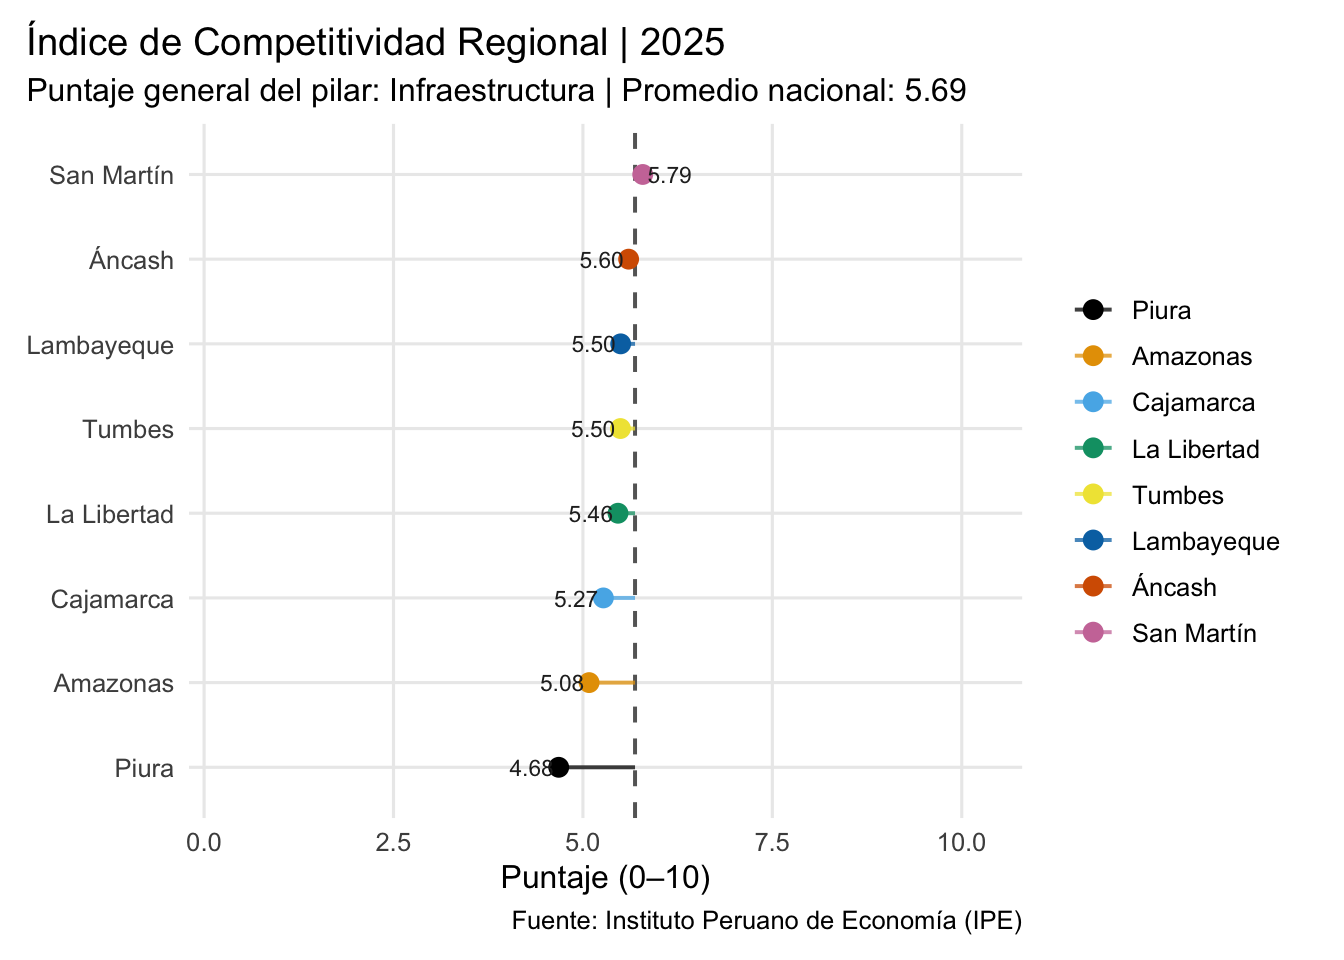 Índice de Competitividad Regional | 2025
Puntaje general del pilar: Infraestructura | Promedio nacional: 5.69
San Martín 5.79
Áncash 5.60
Lambayeque 5.50
Tumbes 5.50
La Libertad 5.46
Cajamarca 5.27
Amazonas 5.08
Piura 4.68
0.0 2.5 5.0 7.5 10.0
Puntaje (0–10)
Fuente: Instituto Peruano de Economía (IPE)
Piura
Amazonas
Cajamarca
La Libertad
Tumbes
Lambayeque
Áncash
San Martín